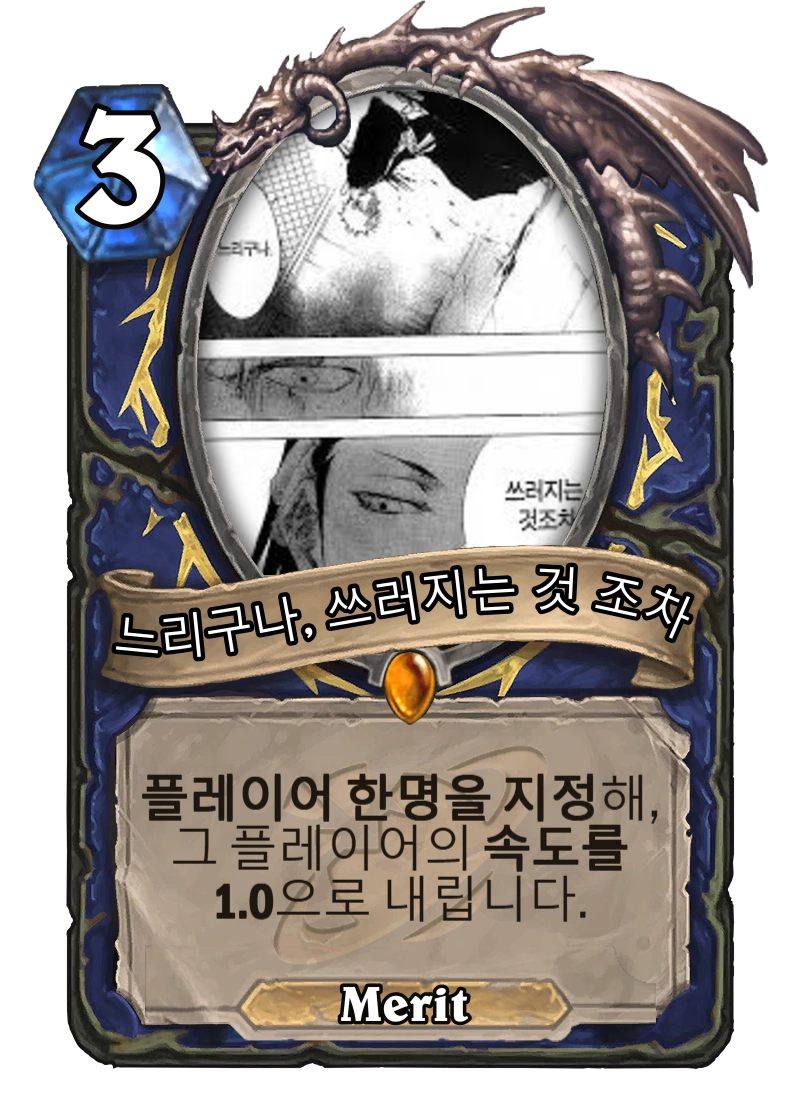 3
느리구나.
쓰러지는
것조차
느리구나, 쓰러지는 것 조차
플레이어 한명을 지정해,
그 플레이어의 속도를
1.0으로 내립니다.
Merit